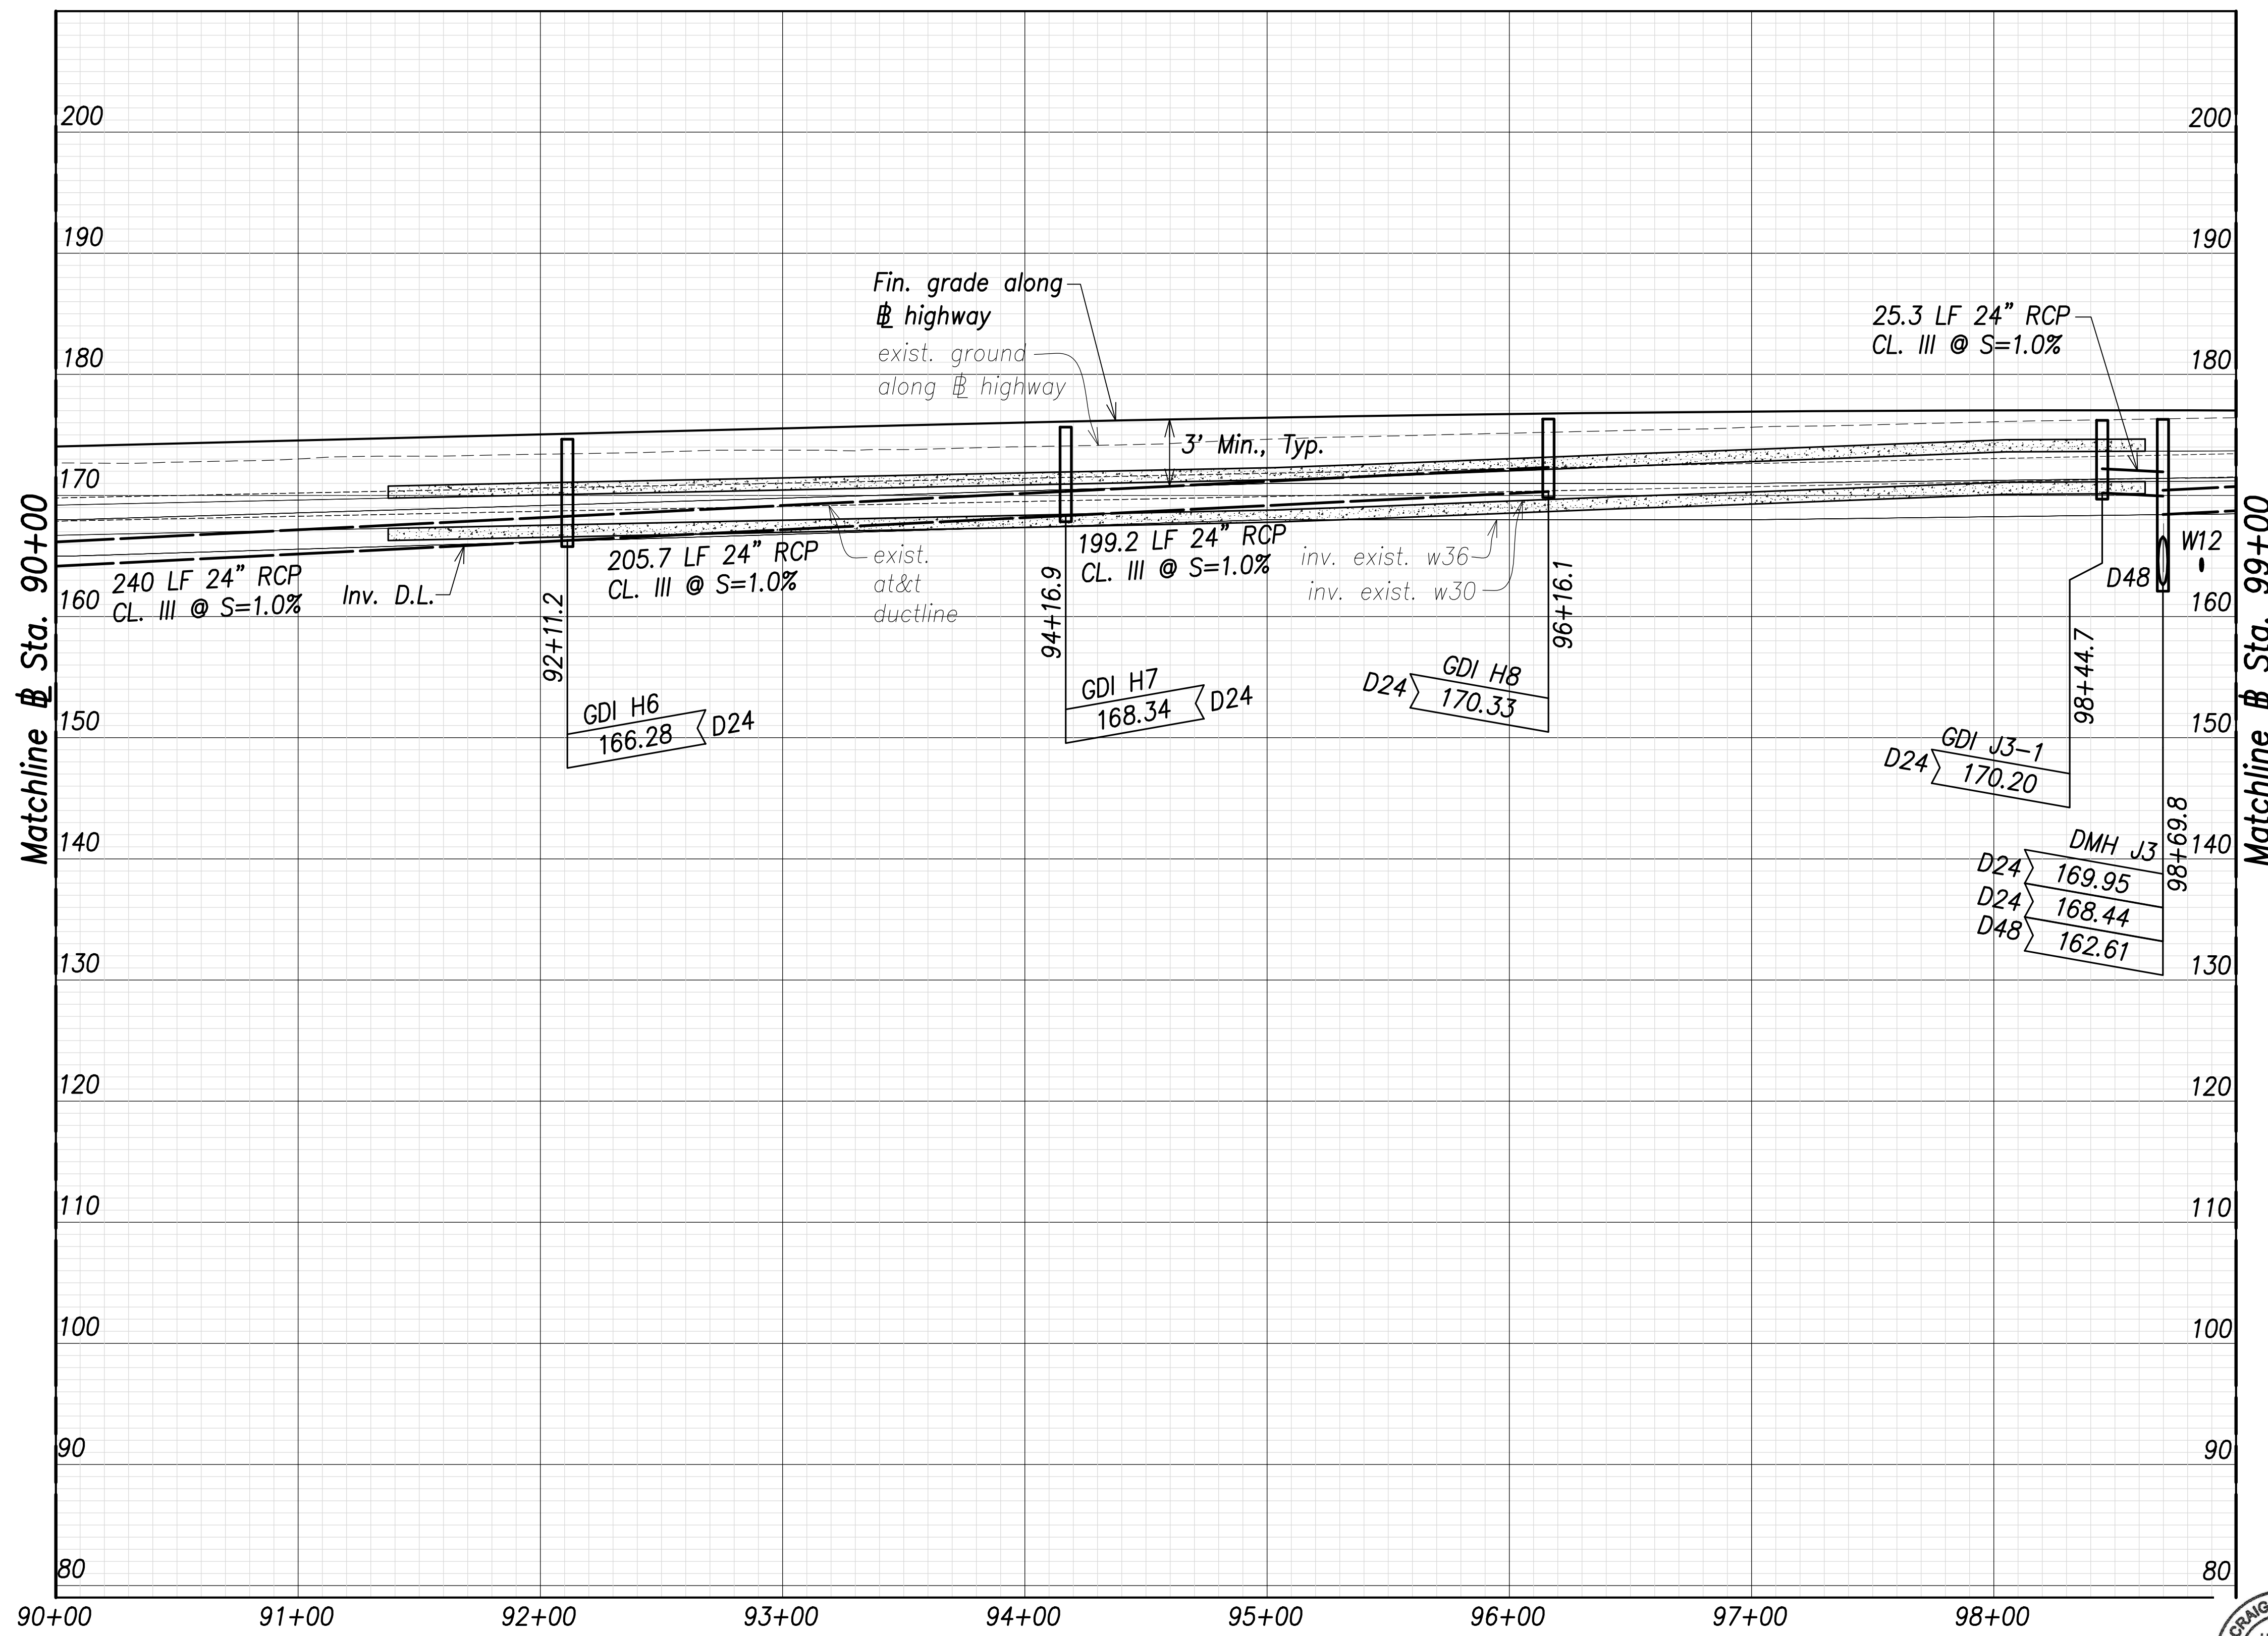 200
200
190
190
Fin. grade along
℄ highway
25.3 LF 24" RCP
CL. III @ S=1.0%
exist. ground
along ℄ highway
180
180
3' Min., Typ.
170
240 LF 24" RCP
CL. III @ S=1.0%
Inv. D.L.
205.7 LF 24" RCP
CL. III @ S=1.0%
exist.
at&t
ductline
199.2 LF 24" RCP
CL. III @ S=1.0%
inv. exist. w36
inv. exist. w30
W12
D48
160
160
92+11.2
94+16.9
96+16.1
98+44.7
98+69.8
Matchline ℄ Sta. 90+00
Matchline ℄ Sta. 99+00
GDI H6
166.28
D24
GDI H7
168.34
D24
GDI H8
D24
170.33
150
150
GDI J3-1
D24
170.20
140
140
DMH J3
D24
169.95
D24
168.44
D48
162.61
130
130
120
120
110
110
100
100
90
90
80
80
90+00
91+00
92+00
93+00
94+00
95+00
96+00
97+00
98+00
CRAIG